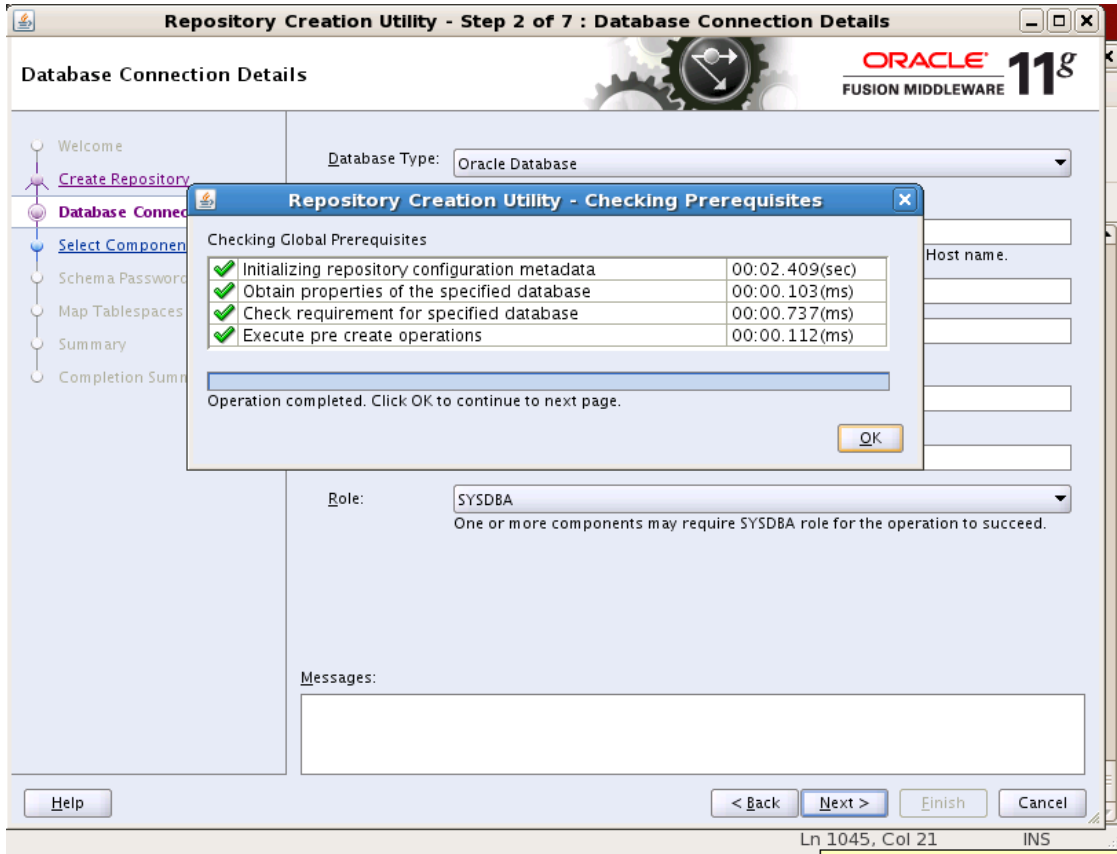 Repository Creation Utility - Step 2 of 7 : Database Connection Details
Database Connection Details
ORACLE 11g
FUSION MIDDLEWARE
Welcome
Create Repository
Database Connec
Select Componen
Schema Password
Map Tablespaces
Summary
Completion Summ
Database Type: Oracle Database
Host name.
Repository Creation Utility - Checking Prerequisites
Checking Global Prerequisites
Initializing repository configuration metadata 00:02.409(sec)
Obtain properties of the specified database 00:00.103(ms)
Check requirement for specified database 00:00.737(ms)
Execute pre create operations 00:00.112(ms)
Operation completed. Click OK to continue to next page.
OK
Role: SYSDBA
One or more components may require SYSDBA role for the operation to succeed.
Messages:
Help < Back Next > Finish Cancel
Ln 1045, Col 21 INS